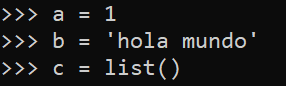 >>> a = 1
>>> b = 'hola mundo'
>>> c = list()